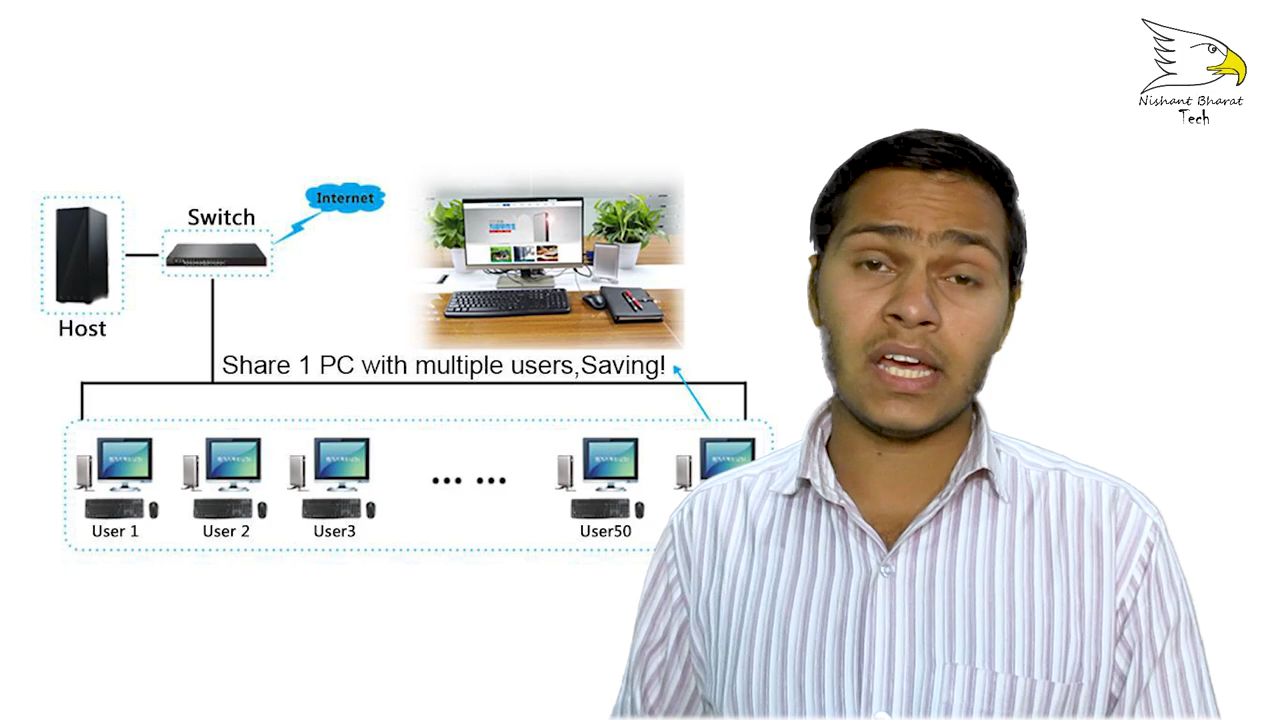 Nishant Bharat
Tech
Internet
Switch
Host
Share 1 PC with multiple users,Saving!
User 1
User 2
User3
••• •••
User50